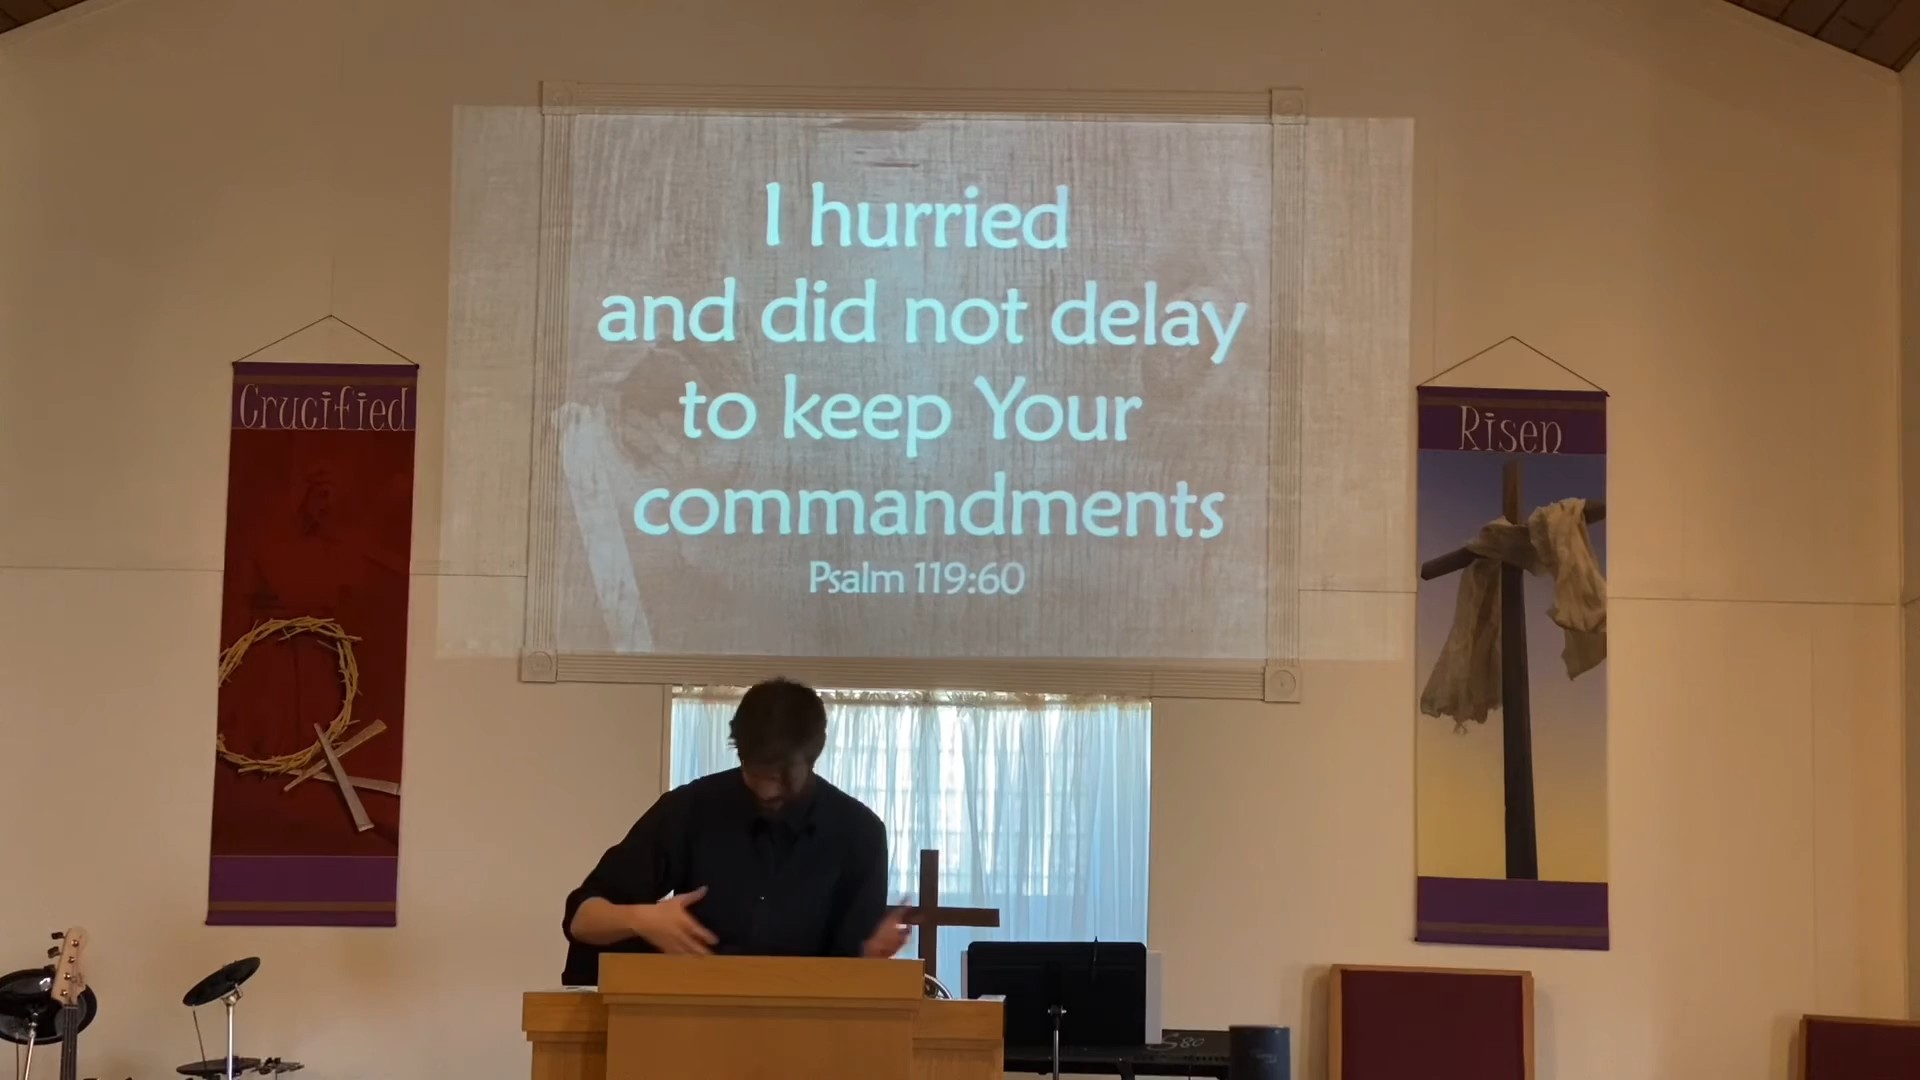 I hurried
and did not delay
to keep Your
commandments
Psalm 119:60
Crucified
Risen